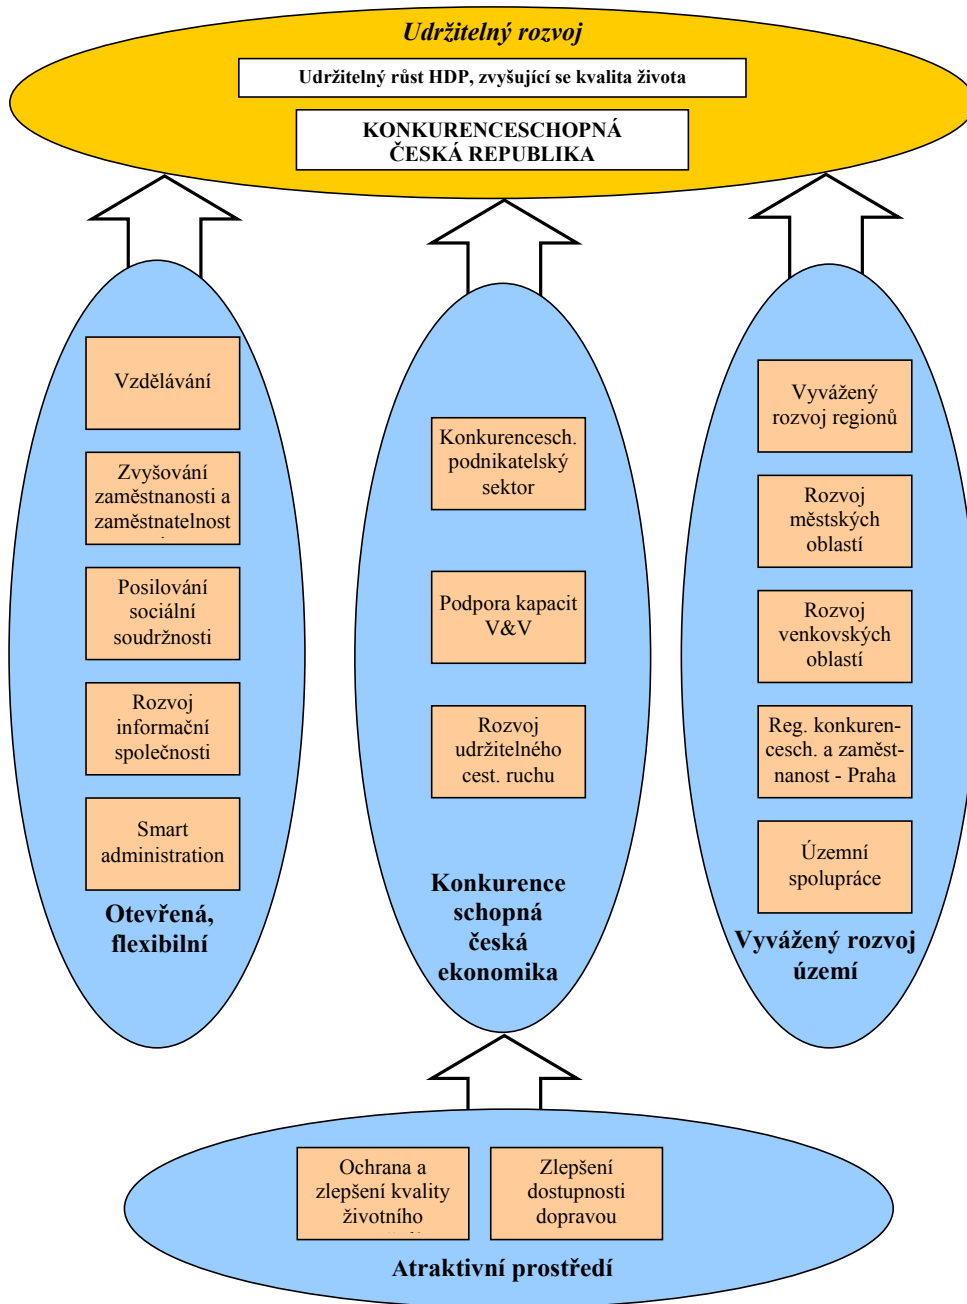 Udržitelný rozvoj
Udržitelný růst HDP, zvyšující se kvalita života
KONKURENCESCHOPNÁ
ČESKÁ REPUBLIKA
Vzdělávání
Zvyšování
zaměstnanosti a
zaměstnatelnost
Posilování
sociální
soudržnosti
Rozvoj
informační
společnosti
Smart
administration
Otevřená,
flexibilní
Konkurencesch.
podnikatelský
sektor
Podpora kapacit
V&V
Rozvoj
udržitelného
cest. ruchu
Konkurence
schopná
česká
ekonomika
Vyvážený
rozvoj regionů
Rozvoj
městských
oblastí
Rozvoj
venkovských
oblastí
Reg. konkuren-
cesch. a zaměst-
nanost - Praha
Územní
spolupráce
Vyvážený rozvoj
území
Ochrana a
zlepšení kvality
životního
Zlepšení
dostupnosti
dopravou
Atraktivní prostředí